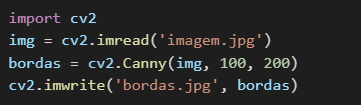 import cv2
img = cv2.imread('imagem.jpg')
bordas = cv2.Canny(img, 100, 200)
cv2.imwrite('bordas.jpg', bordas)